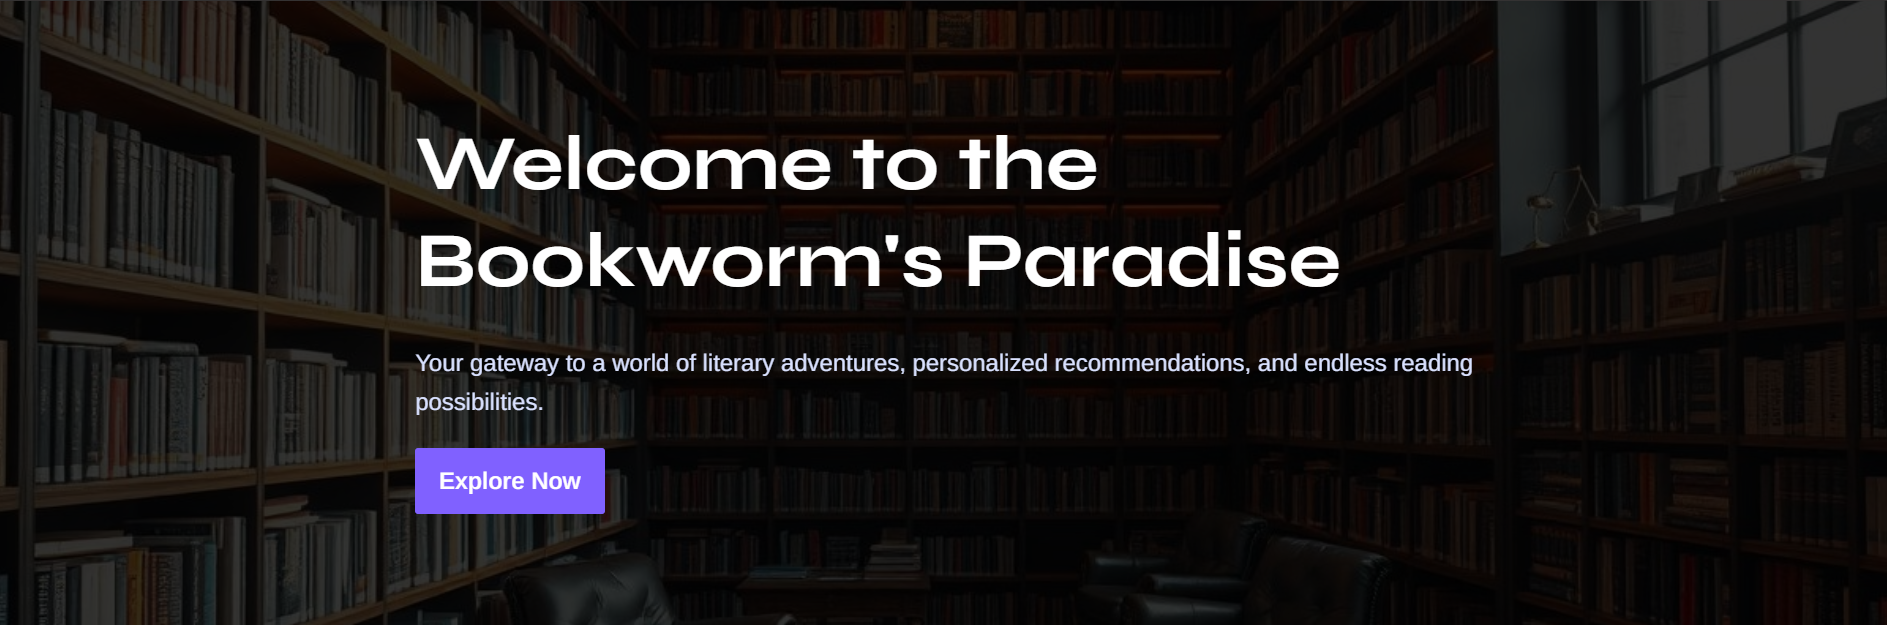 Welcome to the
Bookworm's Paradise
Your gateway to a world of literary adventures, personalized recommendations, and endless reading
possibilities.
Explore Now